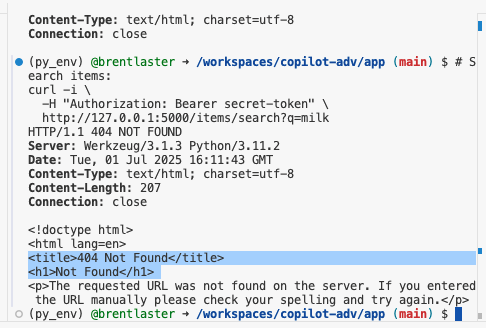 Content-Type: text/html; charset=utf-8
Connection: close
(py_env) @brentlaster ➜ /workspaces/copilot-adv/app (main) $ # S
earch items:
curl -i \
  -H "Authorization: Bearer secret-token" \
  http://127.0.0.1:5000/items/search?q=milk
HTTP/1.1 404 NOT FOUND
Server: Werkzeug/3.1.3 Python/3.11.2
Date: Tue, 01 Jul 2025 16:11:43 GMT
Content-Type: text/html; charset=utf-8
Content-Length: 207
Connection: close
<!doctype html>
<html lang=en>
<title>404 Not Found</title>
<h1>Not Found</h1>
<p>The requested URL was not found on the server. If you entered
 the URL manually please check your spelling and try again.</p>
(py_env) @brentlaster ➜ /workspaces/copilot-adv/app (main) $